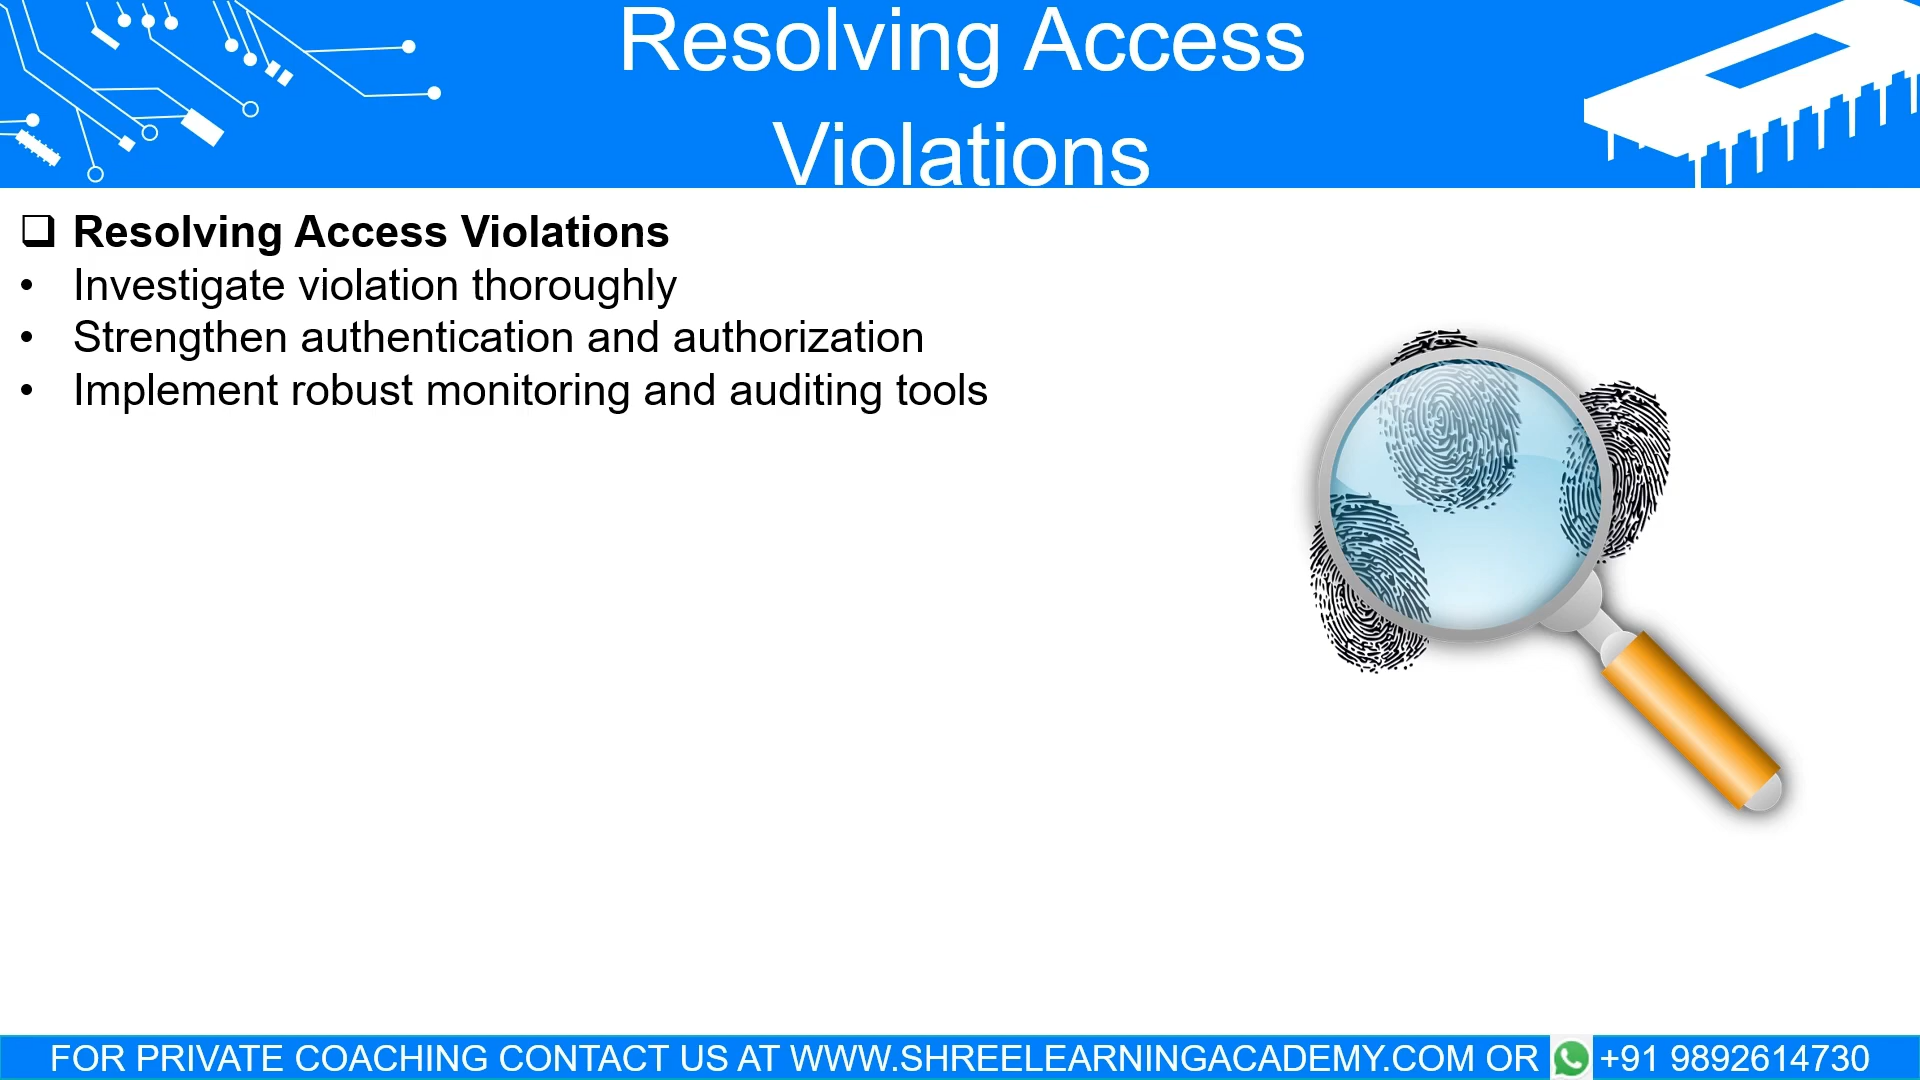 Resolving Access
Violations
❑ Resolving Access Violations
• Investigate violation thoroughly
• Strengthen authentication and authorization
• Implement robust monitoring and auditing tools
FOR PRIVATE COACHING CONTACT US AT WWW.SHREELEARNINGACADEMY.COM OR +91 9892614730